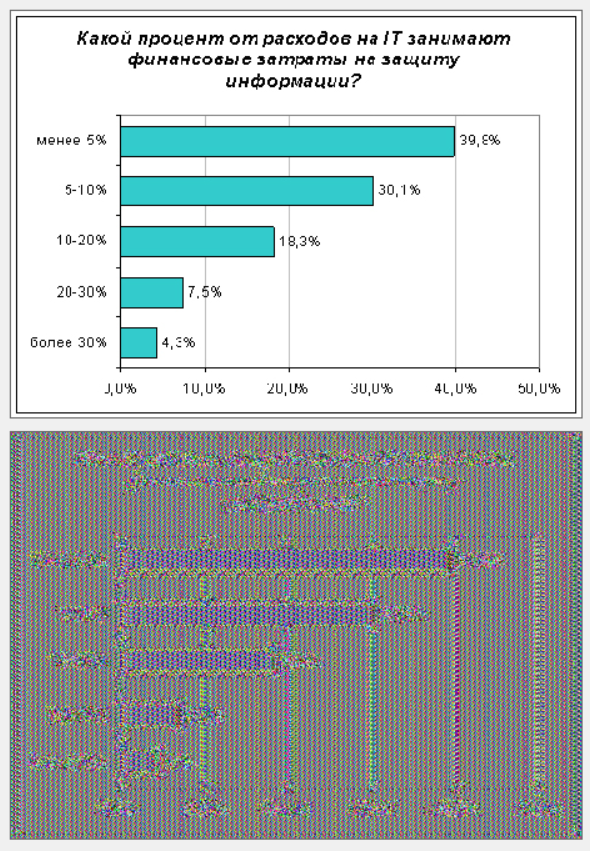 Какой процент от расходов на IT занимают
финансовые затраты на защиту
информации?
менее 5% 39,8%
5-10% 30,1%
10-20% 18,3%
20-30% 7,5%
более 30% 4,3%
0,0% 10,0% 20,0% 30,0% 40,0% 50,0%